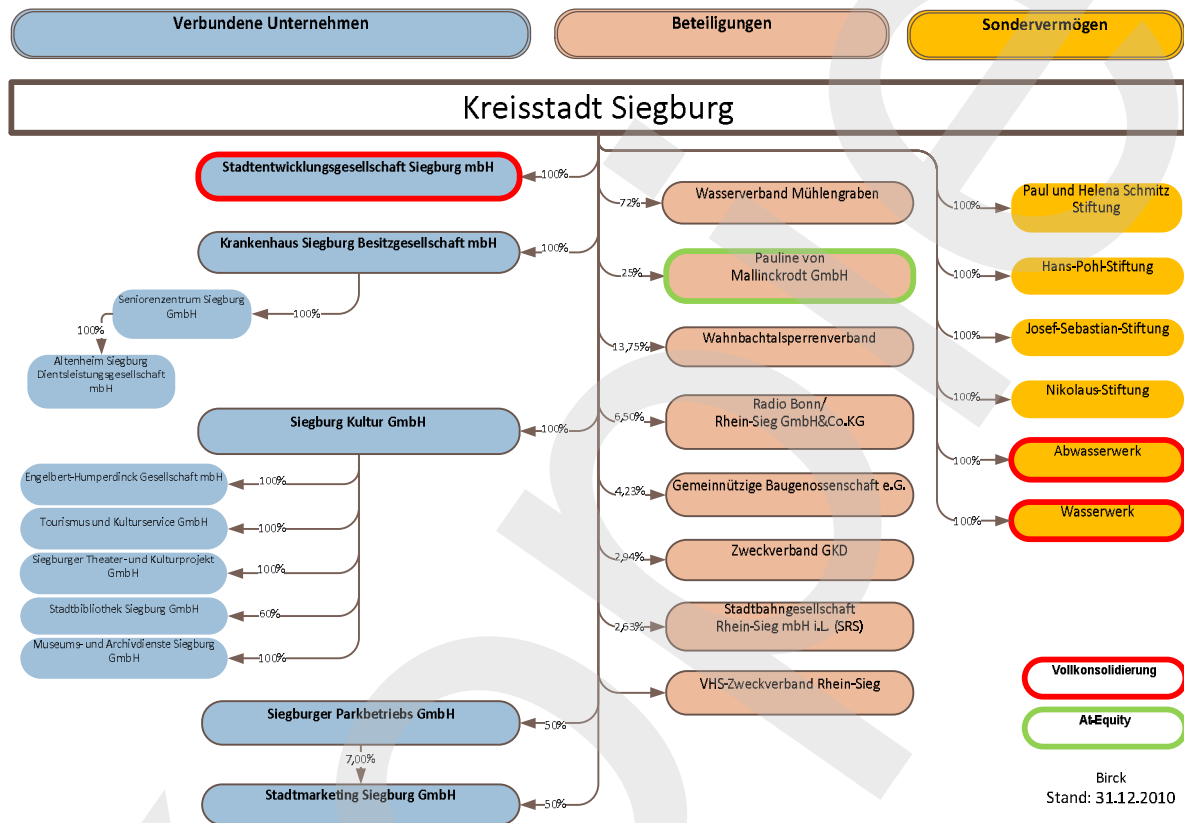 Verbundene Unternehmen
Beteiligungen
Sondervermögen
Kreisstadt Siegburg
Stadtentwicklungsgesellschaft Siegburg mbH
100%
Krankenhaus Siegburg Besitzgesellschaft mbH
100%
Seniorenzentrum Siegburg
GmbH
100%
100%
Altenheim Siegburg
Dientsleistungsgesellschaft
mbH
Siegburg Kultur GmbH
100%
Engelbert-Humperdinck Gesellschaft mbH
100%
Tourismus und Kulturservice GmbH
100%
Siegburger Theater-und Kulturprojekt
GmbH
100%
Stadtbibliothek Siegburg GmbH
60%
Museums- und Archivdienste Siegburg
GmbH
100%
Siegburger Parkbetriebs GmbH
50%
7,00%
Stadtmarketing Siegburg GmbH
50%
72%
Wasserverband Mühlengraben
25%
Pauline von
Mallinckrodt GmbH
13,75%
Wahnbachtalsperrenverband
6,50%
Radio Bonn/
Rhein-Sieg GmbH&Co.KG
4,23%
Gemeinnützige Baugenossenschaft e.G.
2,94%
Zweckverband GKD
2,63%
Stadtbahngesellschaft
Rhein-Sieg mbH i.L. (SRS)
VHS-Zweckverband Rhein-Sieg
100%
Paul und Helena Schmitz
Stiftung
100%
Hans-Pohl-Stiftung
100%
Josef-Sebastian-Stiftung
100%
Nikolaus-Stiftung
100%
Abwasserwerk
100%
Wasserwerk
Vollkonsolidierung
At-Equity
Birck
Stand: 31.12.2010